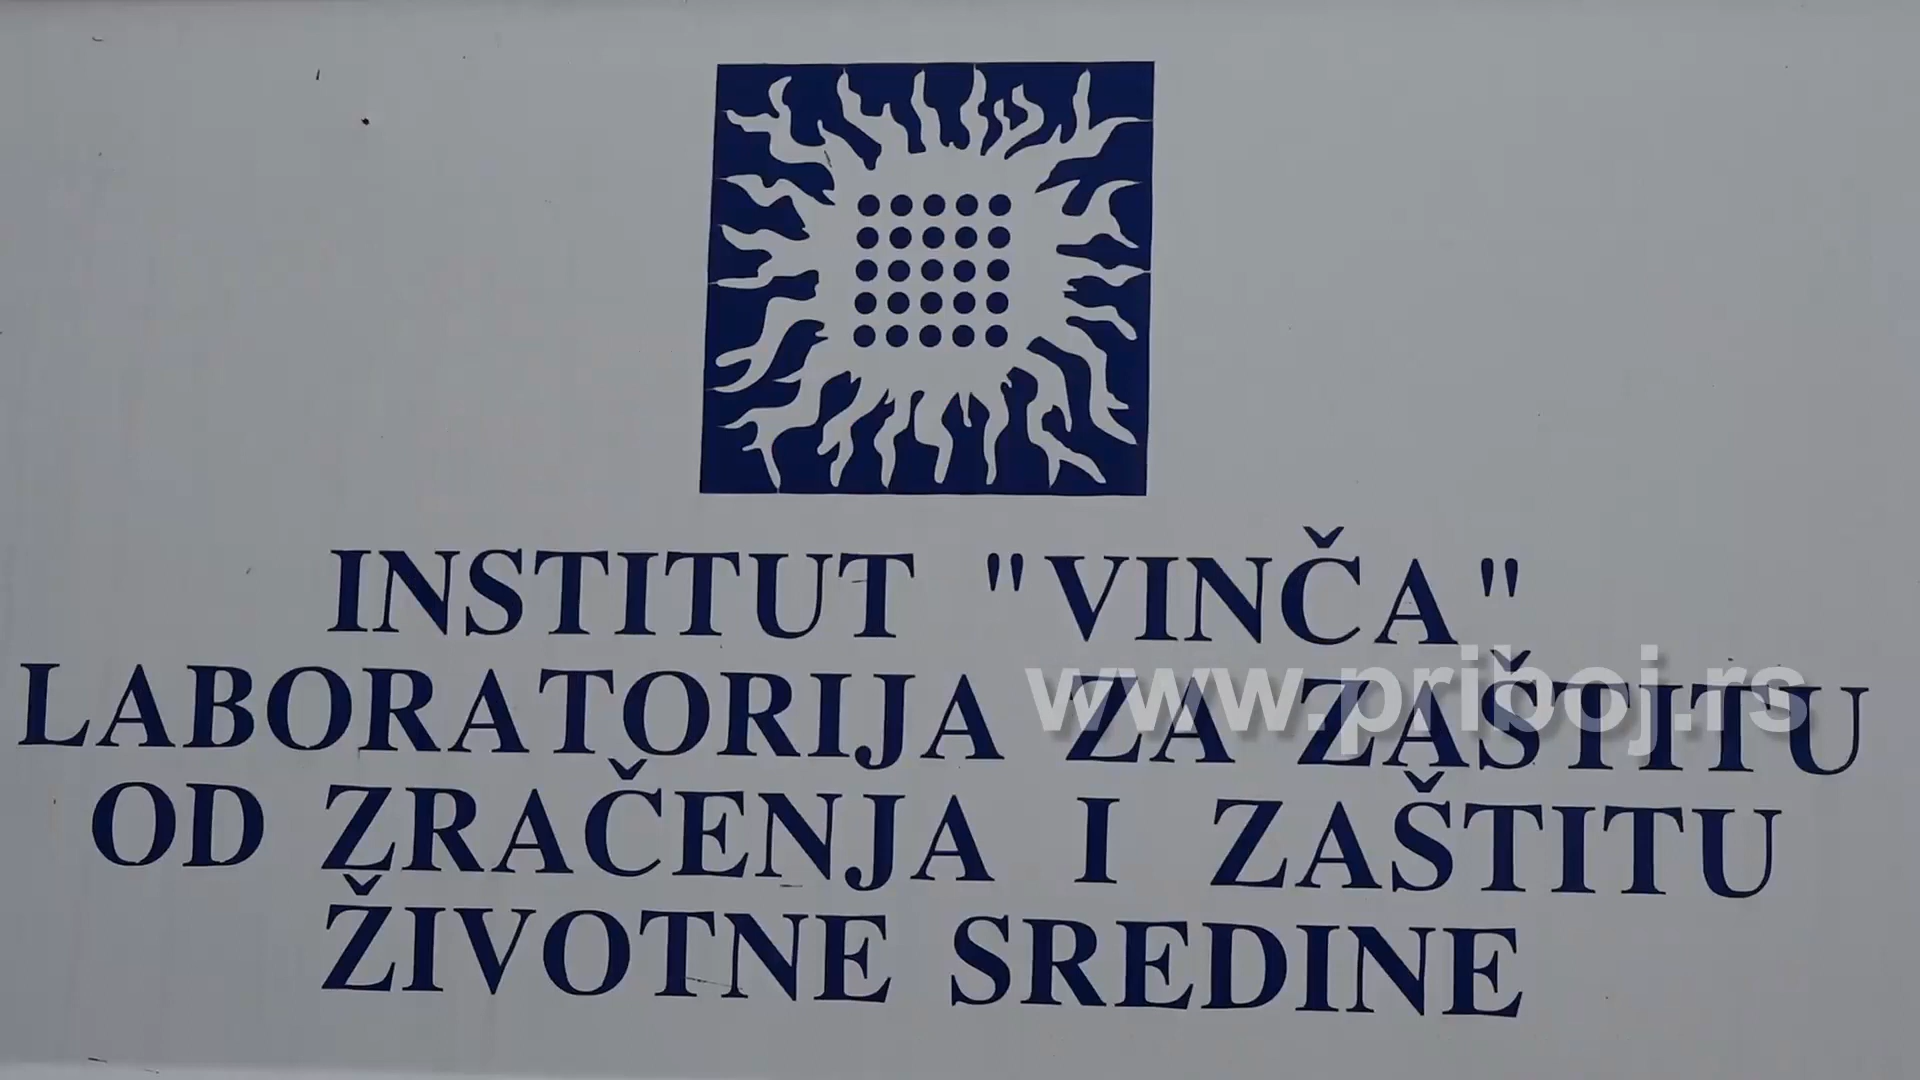 INSTITUT "VINČA"
LABORATORIJA ZA ZAŠTITU
www.priboj.rs
OD ZRAČENJA I ZAŠTITU
ŽIVOTNE SREDINE